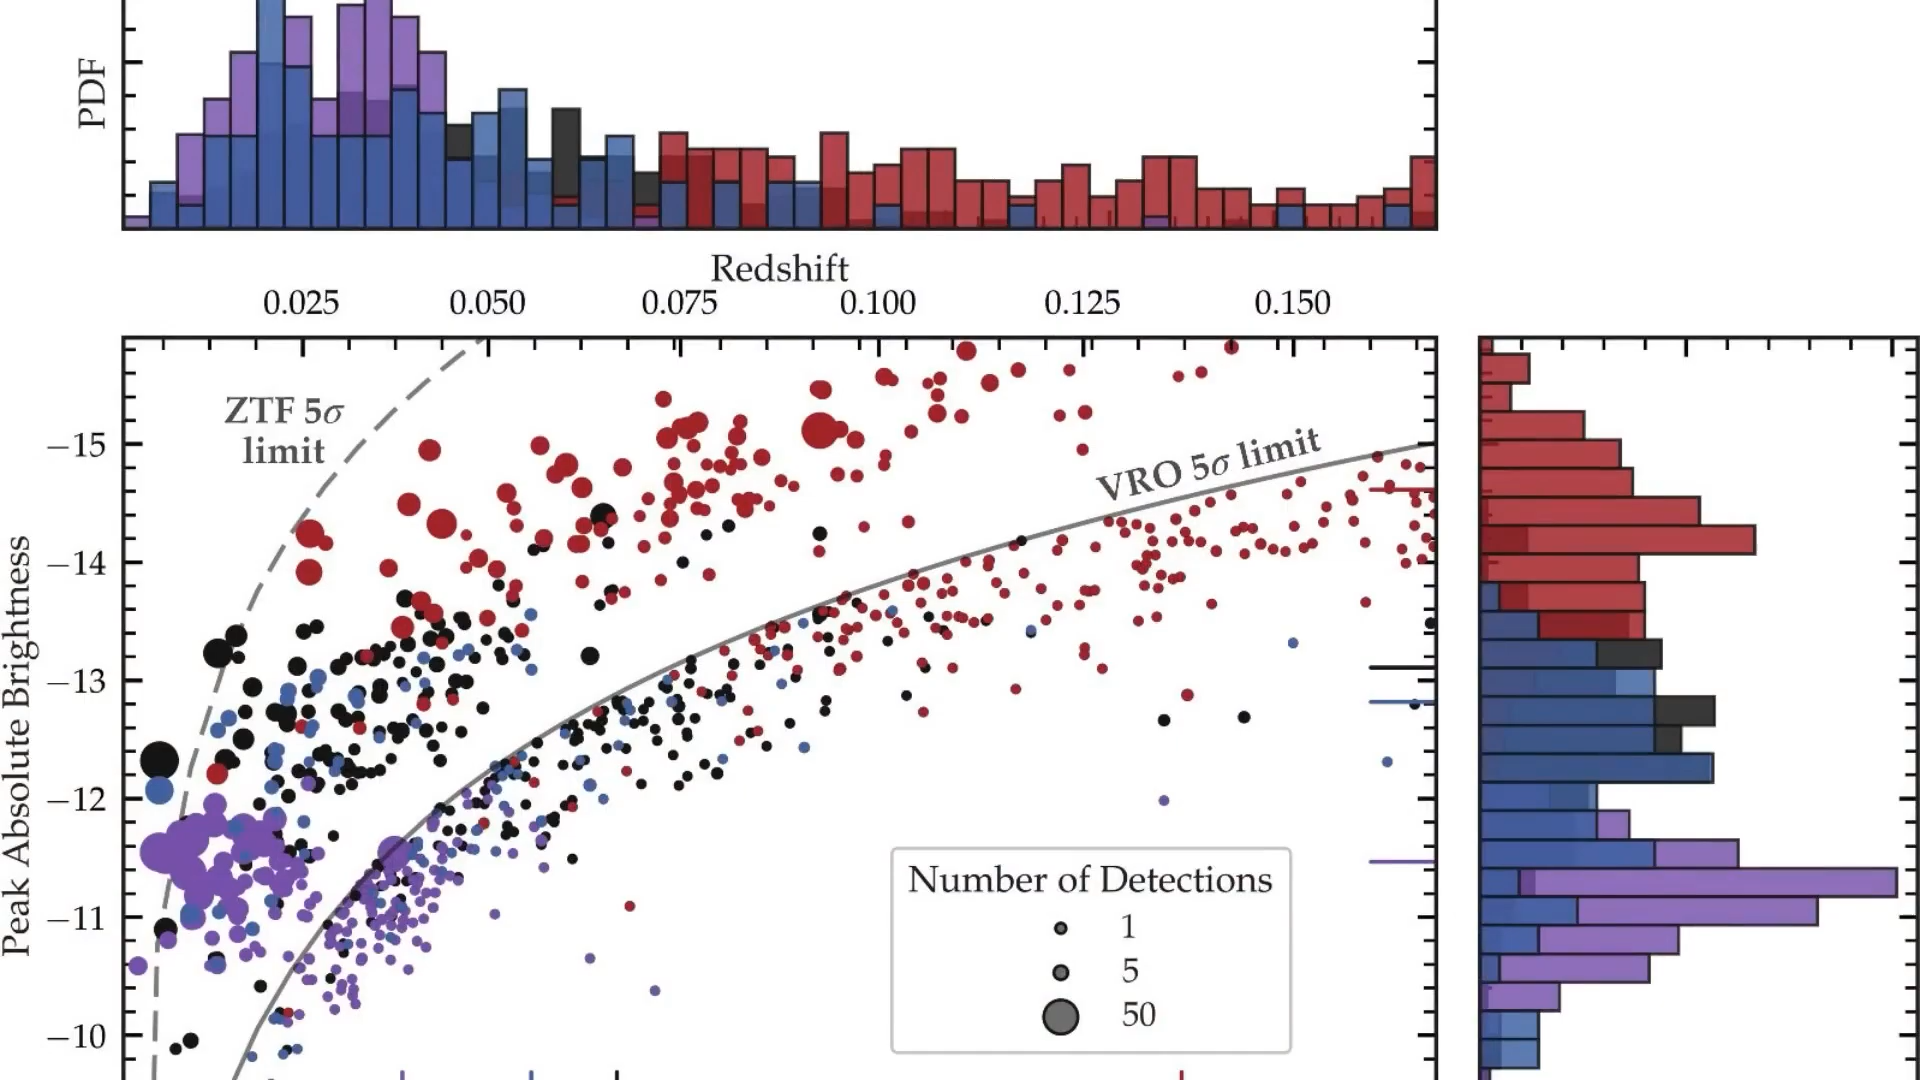 PDF
Redshift
0.025 0.050 0.075 0.100 0.125 0.150
ZTF 5σ
limit
VRO 5σ limit
Peak Absolute Brightness
−15
−14
−13
−12
−11
−10
Number of Detections
1
5
50